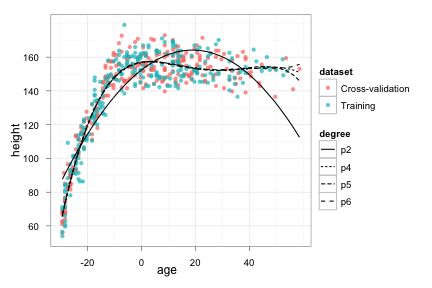 160
140
120
100
80
60
height
-20
0
20
40
age
dataset
Cross-validation
Training
degree
p2
p4
p5
p6